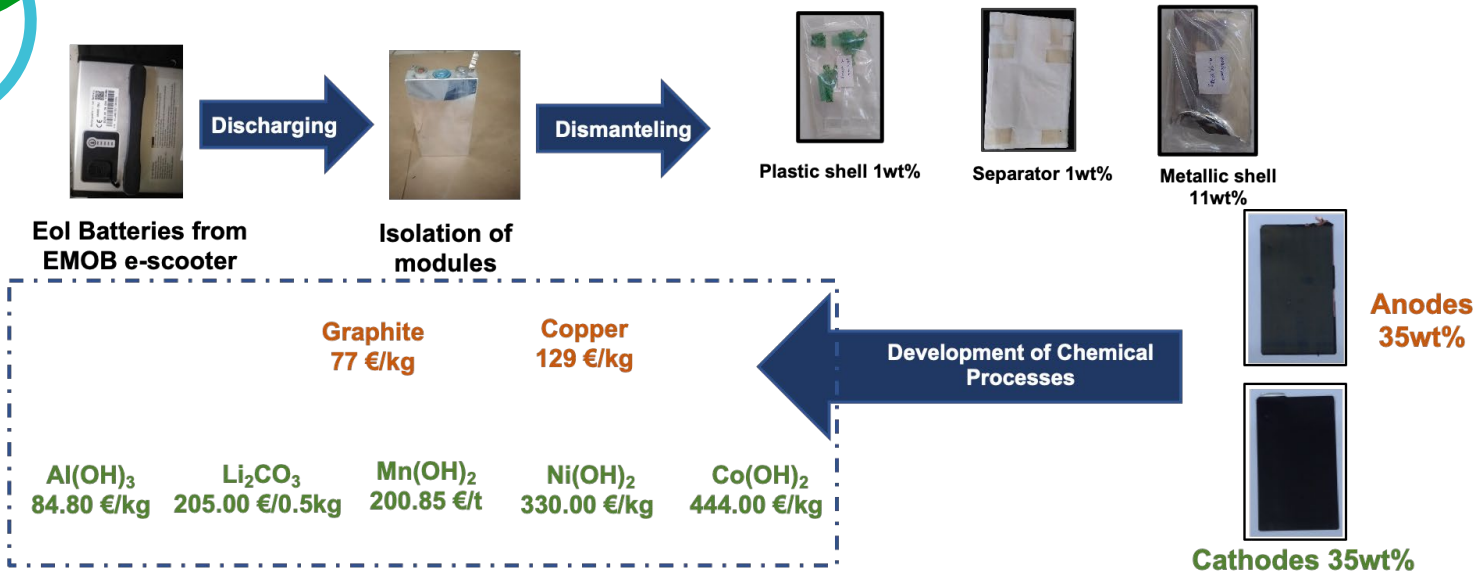 Discharging
Dismanteling
Plastic shell 1wt%
Separator 1wt%
Metallic shell
11wt%
Eol Batteries from
EMOB e-scooter
Isolation of
modules
Anodes
35wt%
Development of Chemical
Processes
Graphite
77 €/kg
Copper
129 €/kg
Al(OH)₃
84.80 €/kg
Li₂CO₃
205.00 €/0.5kg
Mn(OH)₂
200.85 €/t
Ni(OH)₂
330.00 €/kg
Co(OH)₂
444.00 €/kg
Cathodes 35wt%